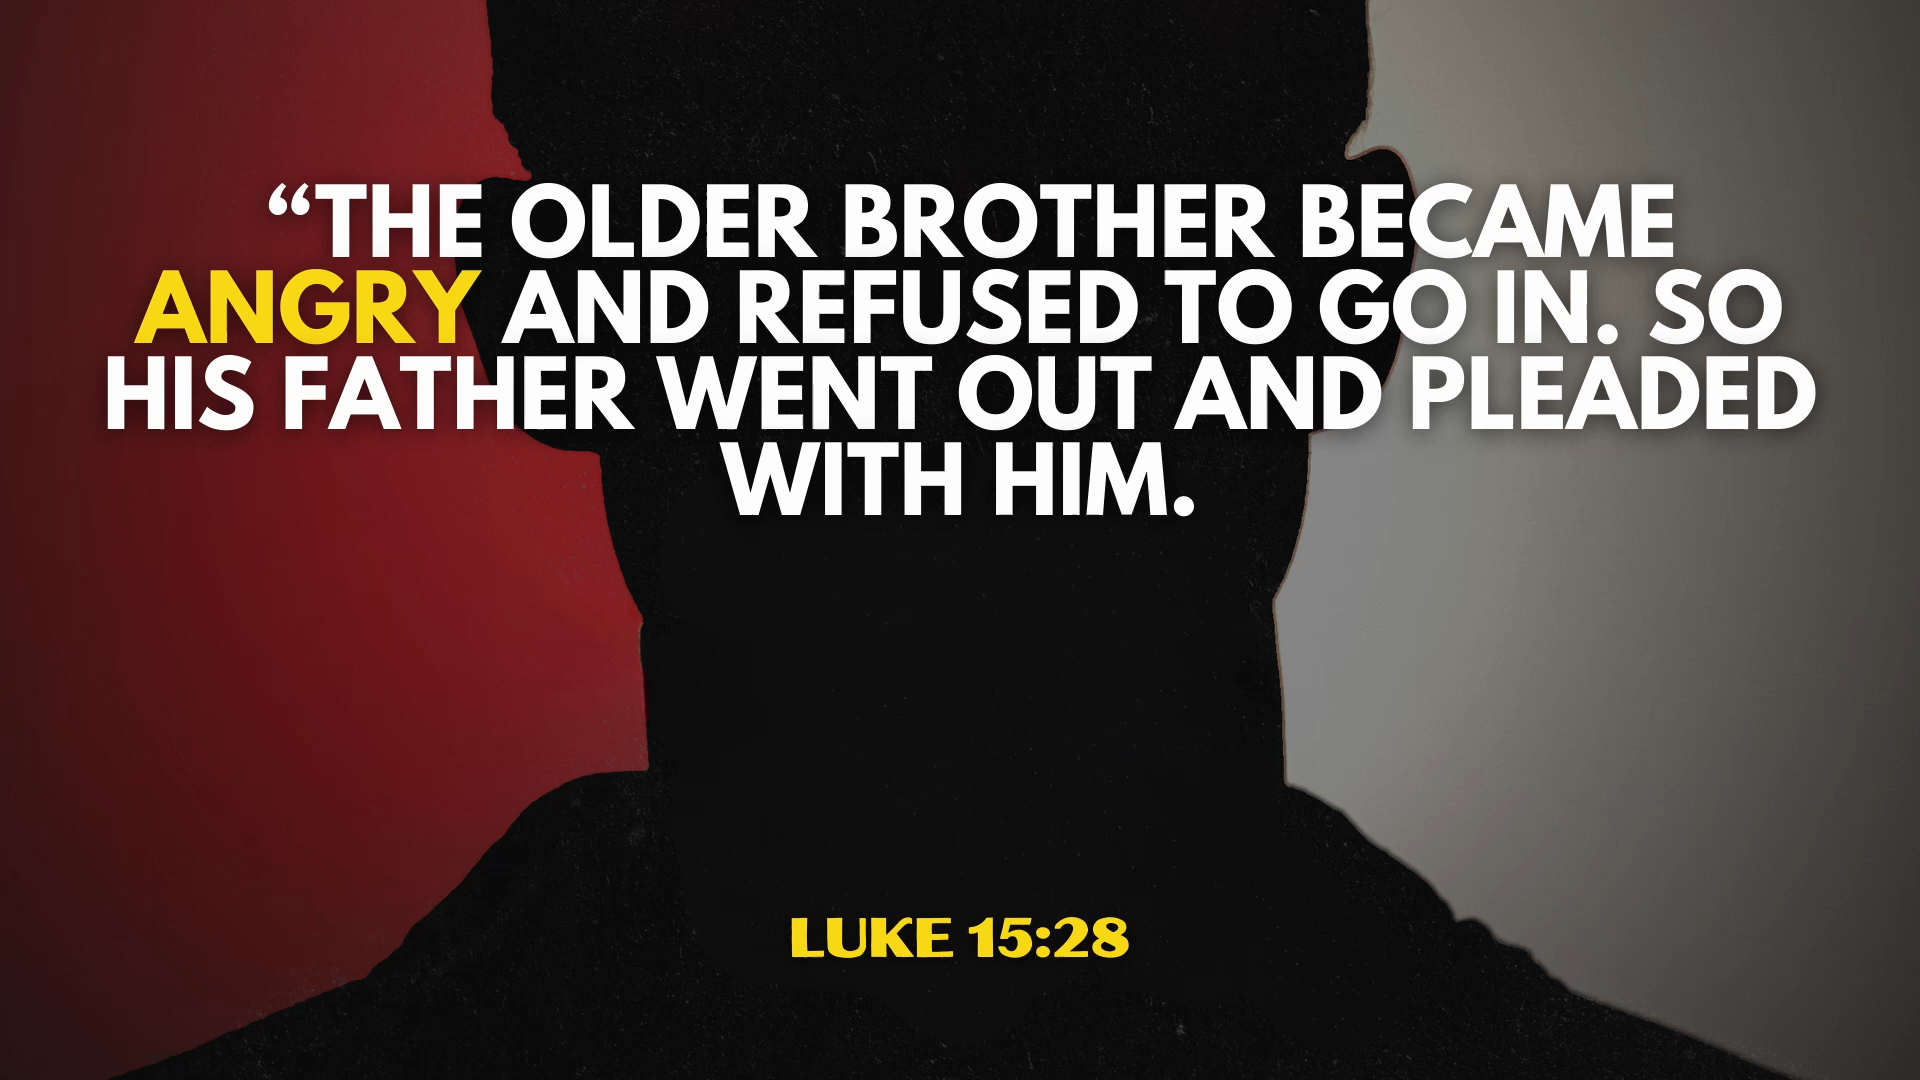 “THE OLDER BROTHER BECAME
ANGRY AND REFUSED TO GO IN. SO
HIS FATHER WENT OUT AND PLEADED
WITH HIM.
LUKE 15:28